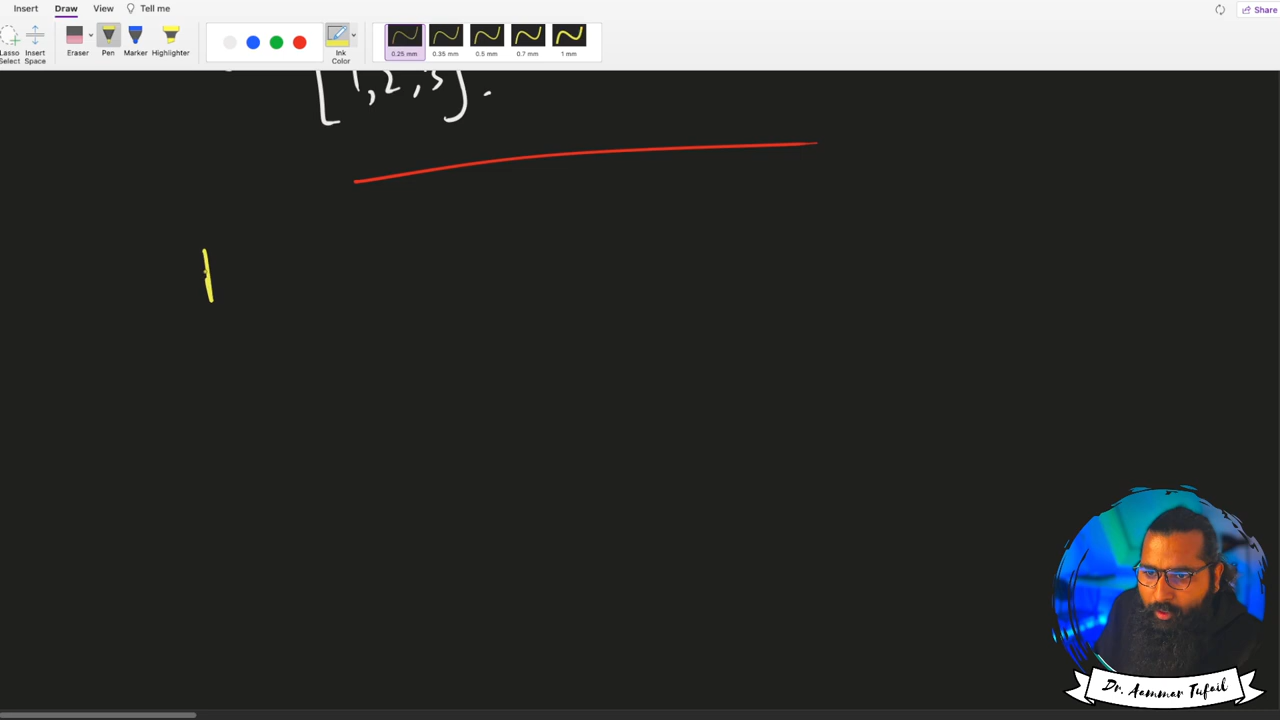 Insert Draw View Tell me
Share
Lasso Select
Insert Space
Eraser
Pen
Marker
Highlighter
Ink Color
0.25 mm
0.35 mm
0.5 mm
0.7 mm
1 mm
[1,2,3].
Dr. Aammar Tufail